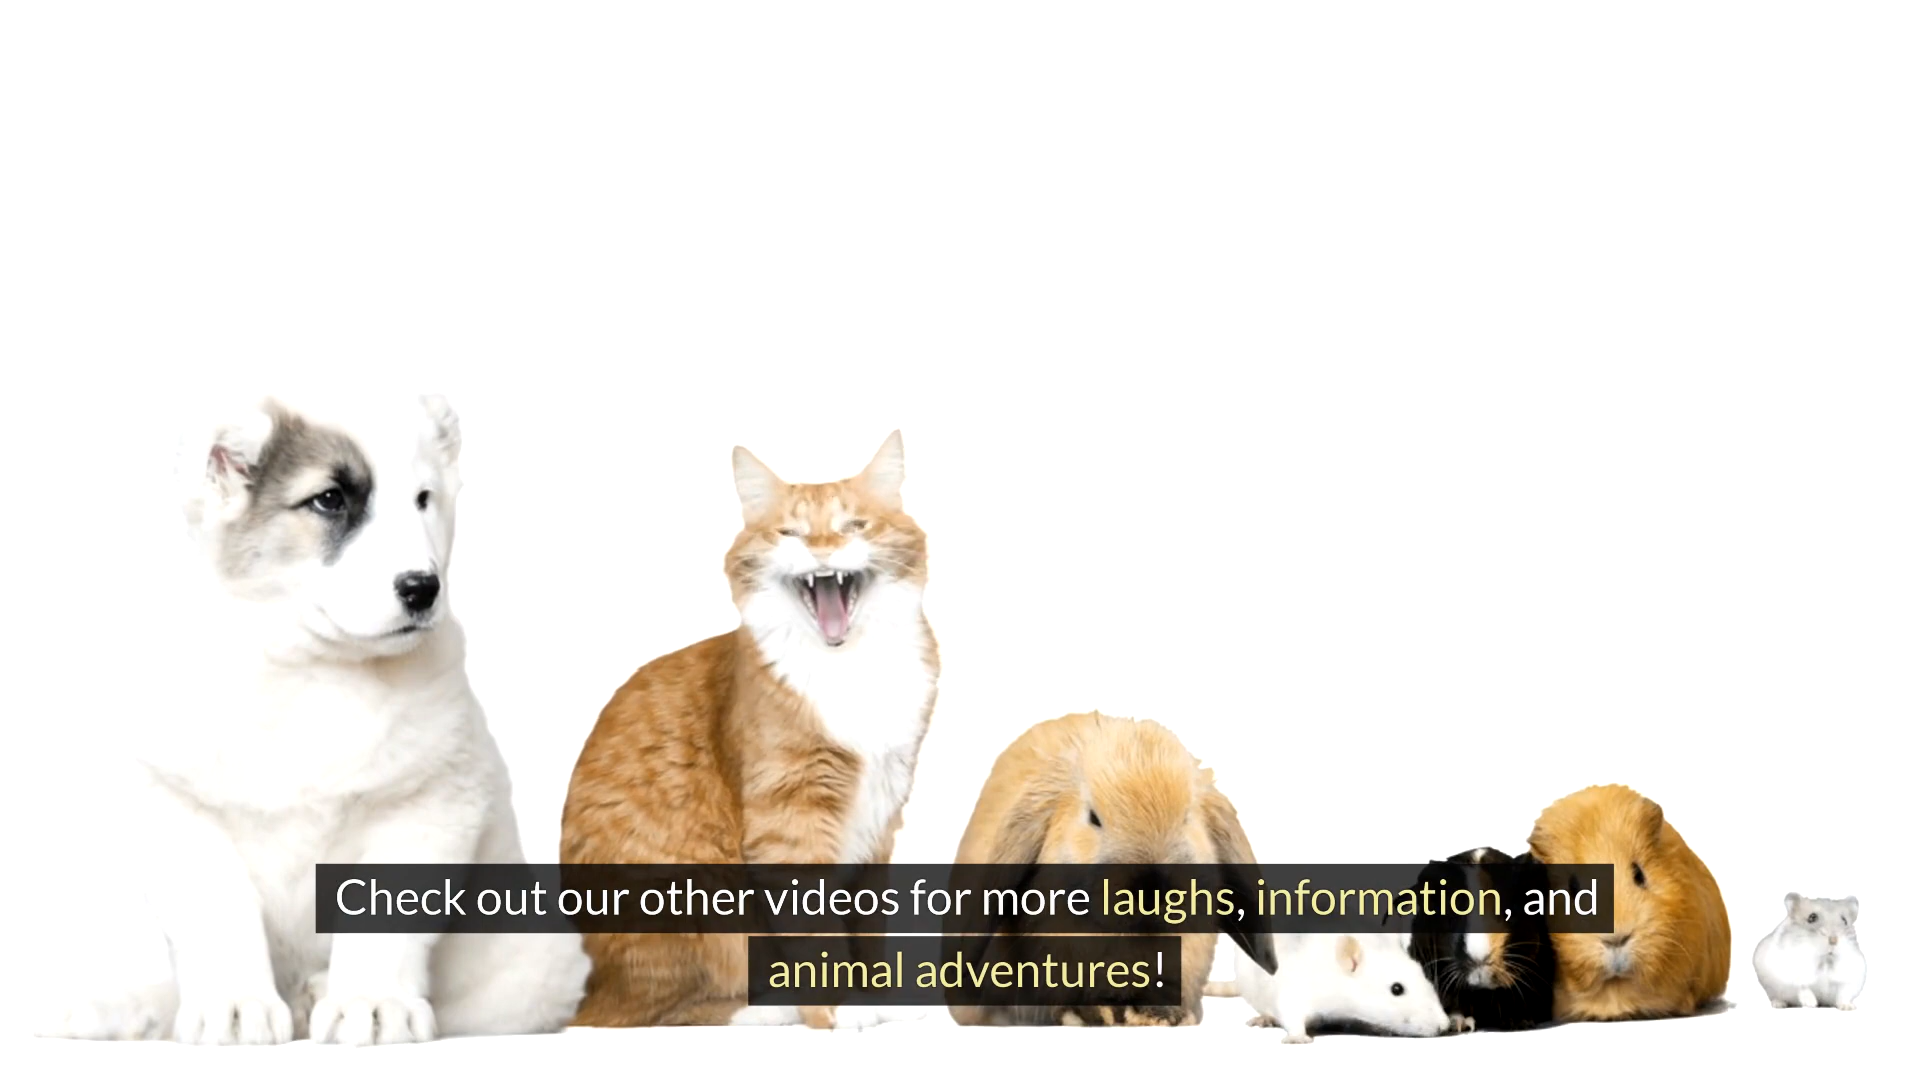 Check out our other videos for more laughs, information, and
animal adventures!